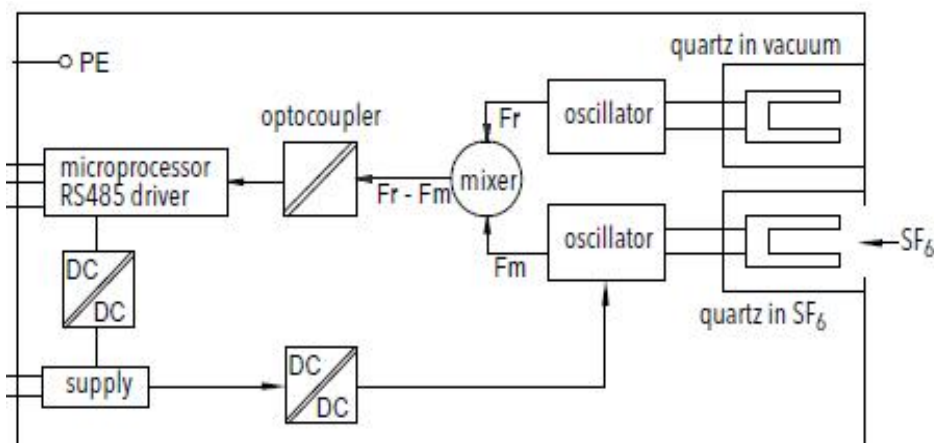 quartz in vacuum
PE
oscillator
Fr
optocoupler
microprocessor
RS485 driver
mixer
Fr - Fm
oscillator
SF₆
Fm
DC
DC
quartz in SF₆
supply
DC
DC